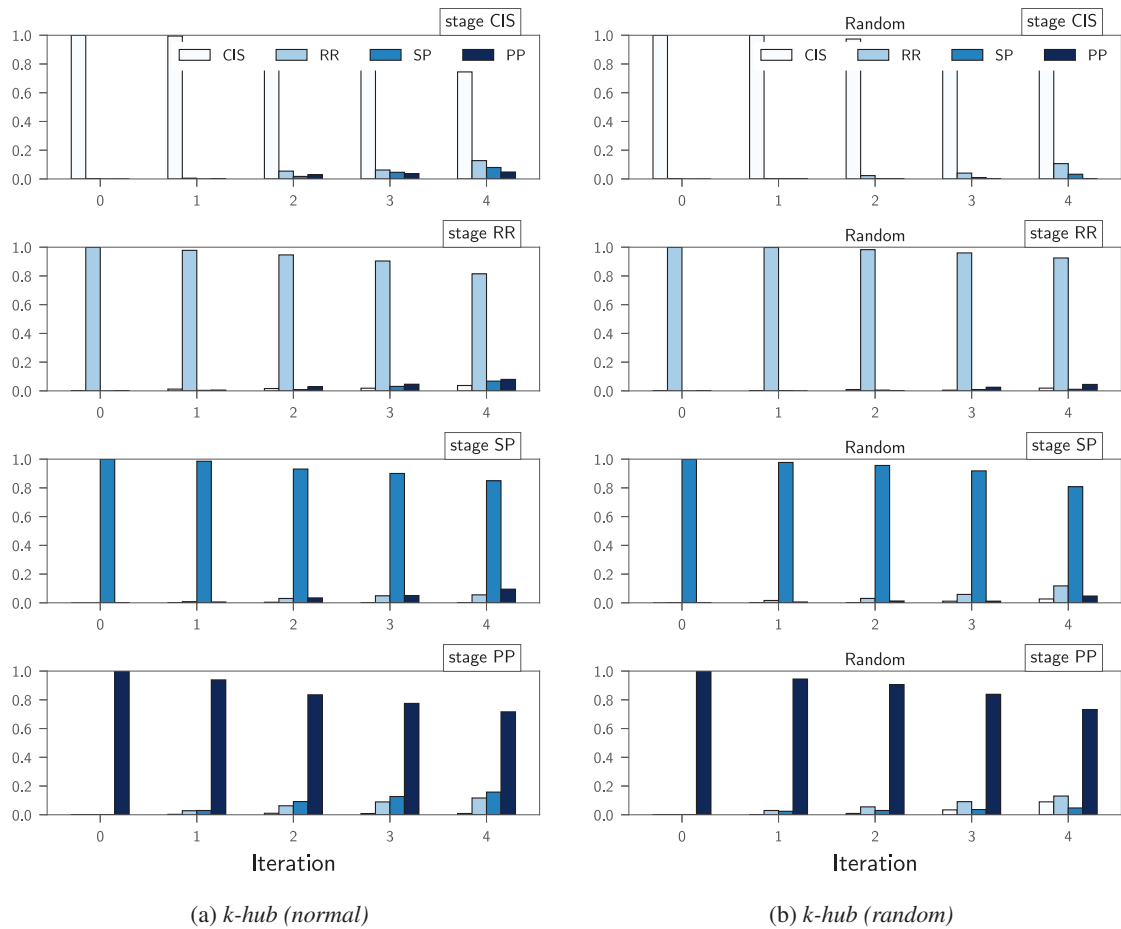 stage CIS
CIS RR SP PP
1.0
0.8
0.6
0.4
0.2
0.0
0 1 2 3 4
stage RR
1.0
0.8
0.6
0.4
0.2
0.0
0 1 2 3 4
stage SP
1.0
0.8
0.6
0.4
0.2
0.0
0 1 2 3 4
stage PP
1.0
0.8
0.6
0.4
0.2
0.0
0 1 2 3 4
Iteration
(a) k-hub (normal)
Random stage CIS
CIS RR SP PP
1.0
0.8
0.6
0.4
0.2
0.0
0 1 2 3 4
Random stage RR
1.0
0.8
0.6
0.4
0.2
0.0
0 1 2 3 4
Random stage SP
1.0
0.8
0.6
0.4
0.2
0.0
0 1 2 3 4
Random stage PP
1.0
0.8
0.6
0.4
0.2
0.0
0 1 2 3 4
Iteration
(b) k-hub (random)